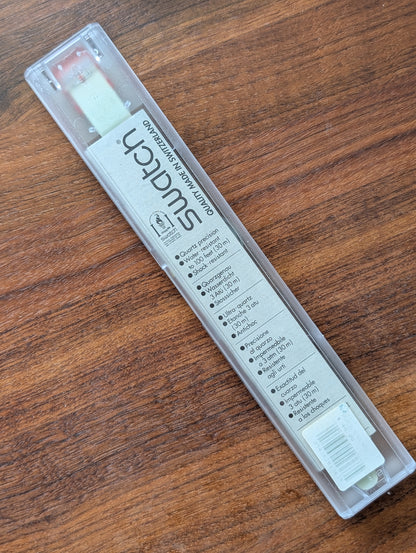 swatch®
QUALITY MADE IN SWITZERLAND
● Quartz precision
● Water-resistant
to 100 feet (30 m)
● Shock resistant
● Quarzgenau
● Wasserdicht
3 Atü (30 m)
● Stossicher
● Ultra-quartz
● Etanche 3 atu
(30 m)
● Antichoc
● Precisione
al quarzo
● Impermeabile
a 3 atm (30 m)
● Resistente
agli urti
● Exactitud del
cuarzo
● Impermeable
3 atu (30 m)
● Resistente
a los choques